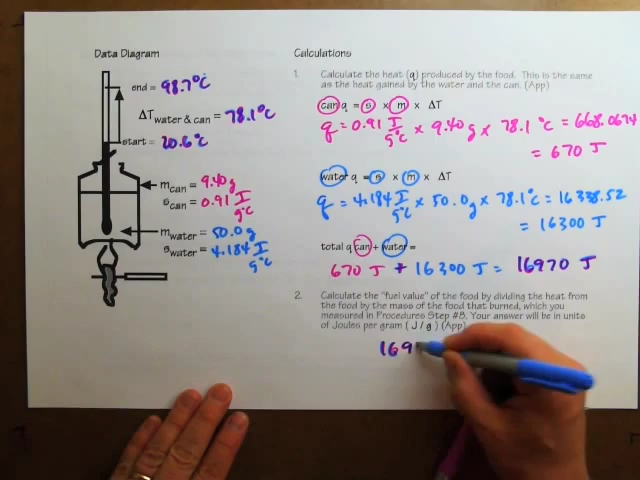 Data Diagram
end = 98.7°C
ΔT water & can = 78.1°C
start = 20.6°C
m can = 9.40 g
s can = 0.91 J/g°C
m water = 50.0 g
s water = 4.184 J/g°C
Calculations
1. Calculate the heat (q) produced by the food. This is the same
as the heat gained by the water and the can. (App)
can q = s x m x ΔT
q = 0.91 J/g°C × 9.40 g × 78.1 °C = 668.0674
= 670 J
water q = s x m x ΔT
q = 4.184 J/g°C × 50.0 g × 78.1°C = 16338.52
= 16300 J
total q can + water =
670 J + 16300 J = 16970 J
2. Calculate the "fuel value" of the food by dividing the heat from
the food by the mass of the food that burned, which you
measured in Procedures Step #8. Your answer will be in units
of Joules per gram ( J / g ) (App)
169